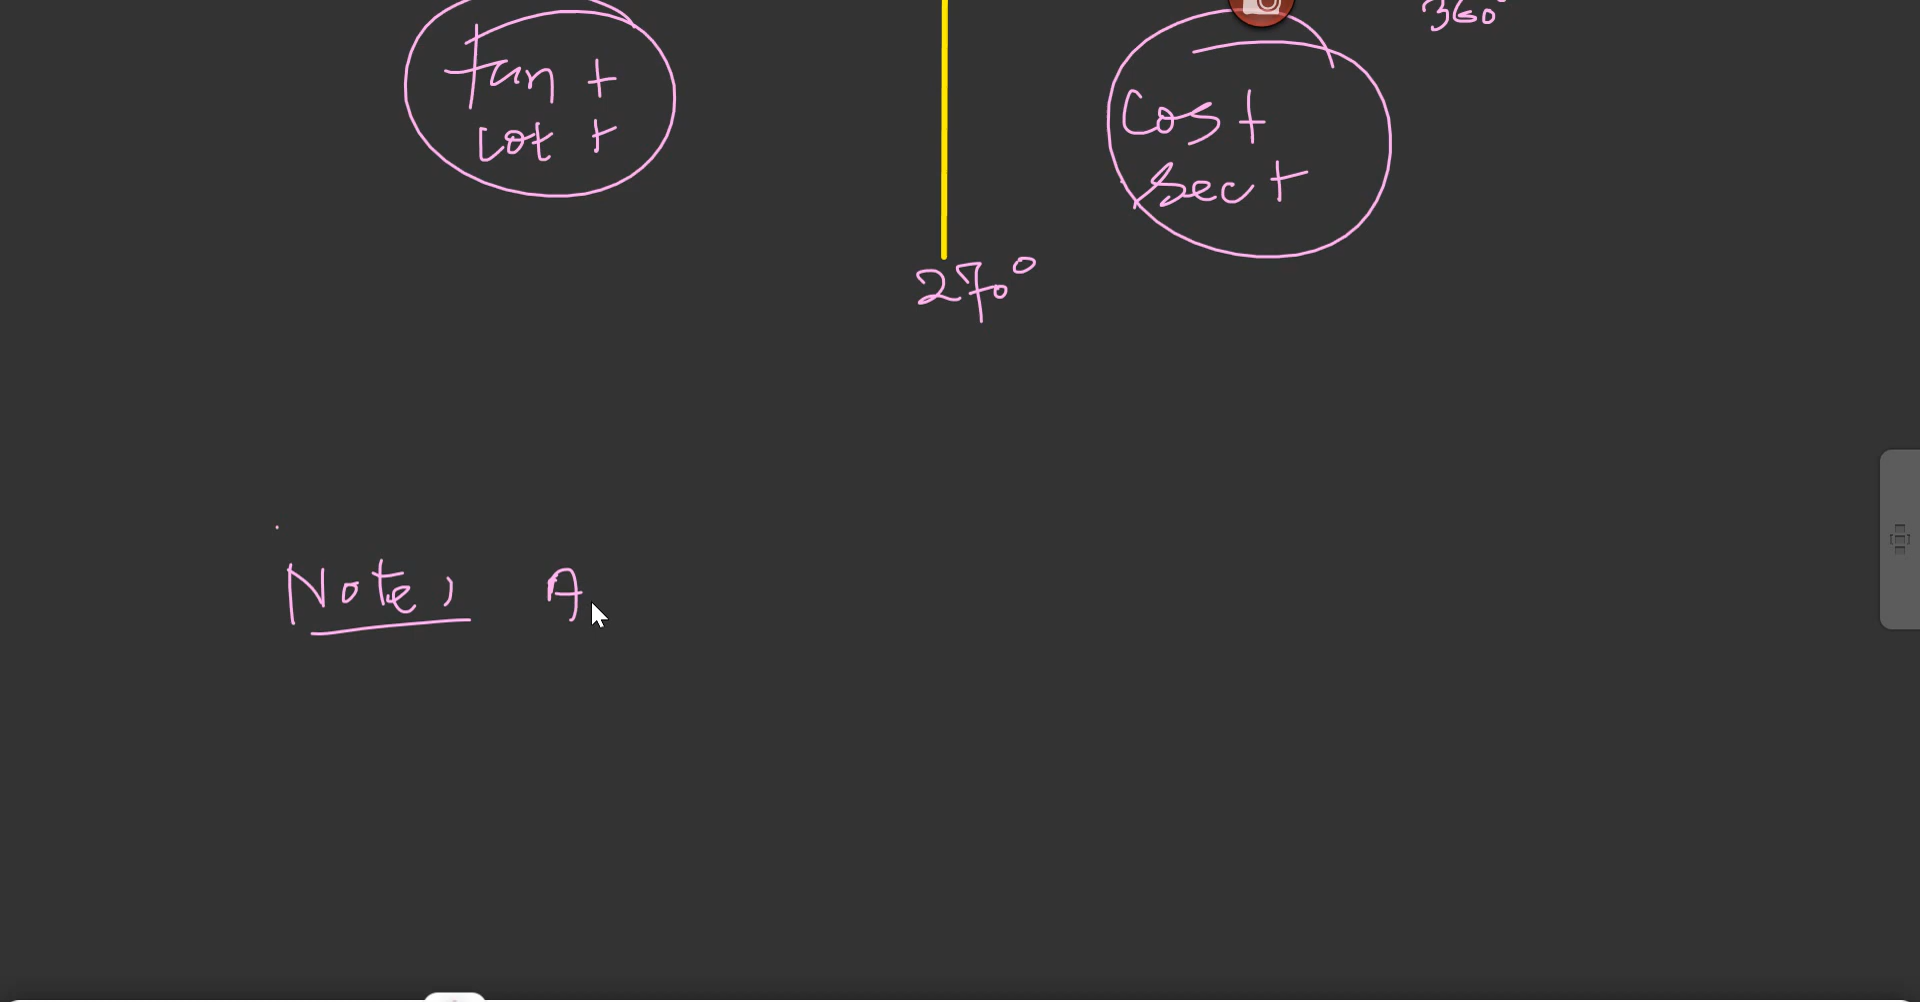 360°
tan +
cot +
cos +
sec +
270°
Note, A